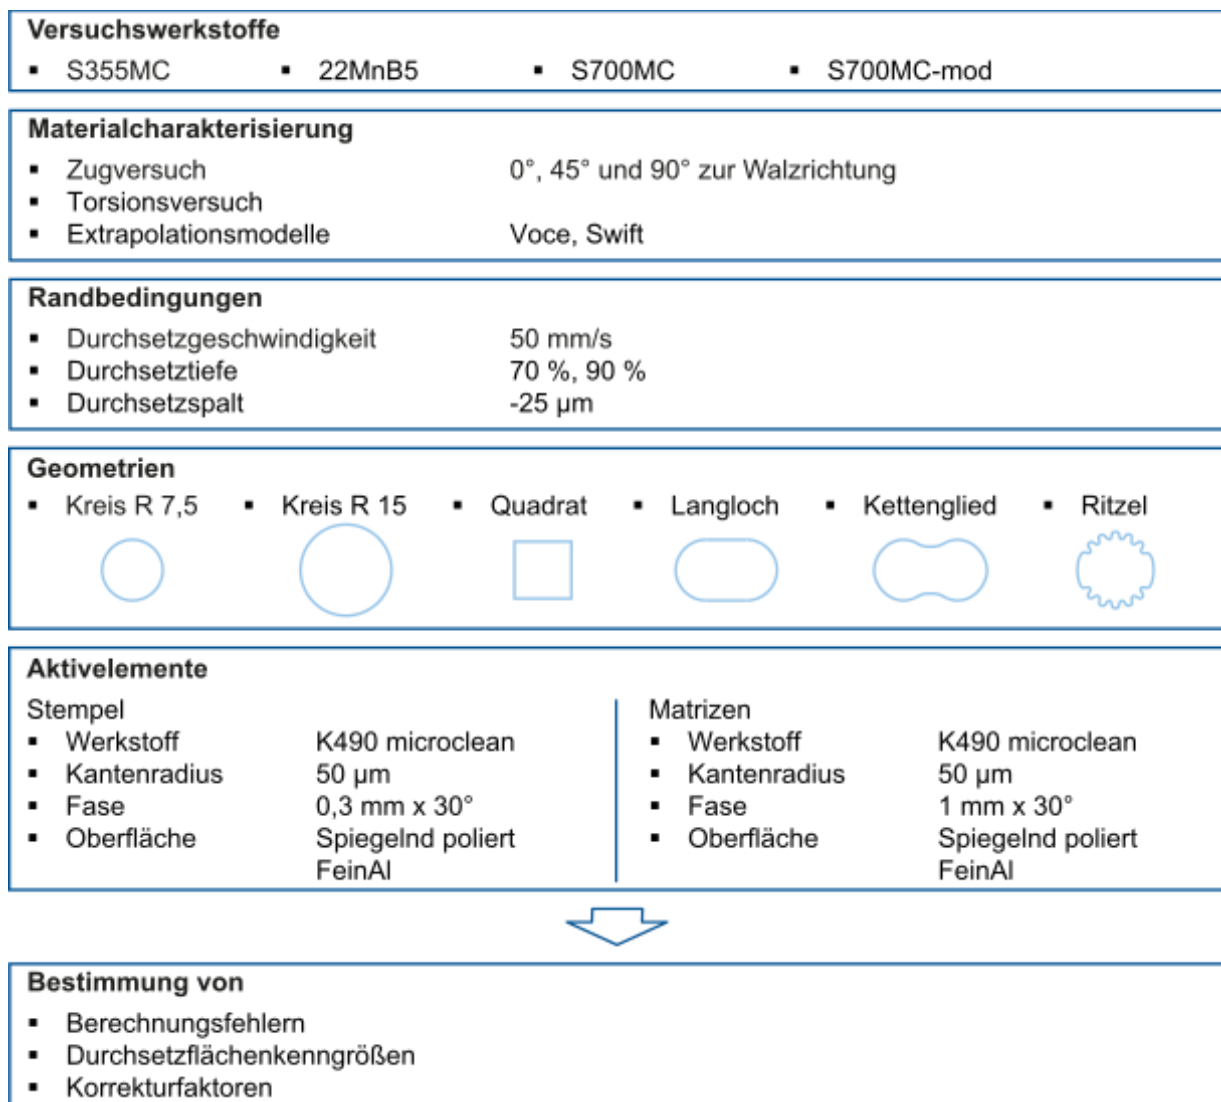 Versuchswerkstoffe
▪ S355MC ▪ 22MnB5 ▪ S700MC ▪ S700MC-mod
Materialcharakterisierung
▪ Zugversuch 0°, 45° und 90° zur Walzrichtung
▪ Torsionsversuch
▪ Extrapolationsmodelle Voce, Swift
Randbedingungen
▪ Durchsetzgeschwindigkeit 50 mm/s
▪ Durchsetztiefe 70 %, 90 %
▪ Durchsetzspalt -25 µm
Geometrien
▪ Kreis R 7,5 ▪ Kreis R 15 ▪ Quadrat ▪ Langloch ▪ Kettenglied ▪ Ritzel
Aktivelemente
Stempel
▪ Werkstoff K490 microclean
▪ Kantenradius 50 µm
▪ Fase 0,3 mm x 30°
▪ Oberfläche Spiegelnd poliert
FeinAl
Matrizen
▪ Werkstoff K490 microclean
▪ Kantenradius 50 µm
▪ Fase 1 mm x 30°
▪ Oberfläche Spiegelnd poliert
FeinAl
Bestimmung von
▪ Berechnungsfehlern
▪ Durchsetzflächenkenngrößen
▪ Korrekturfaktoren